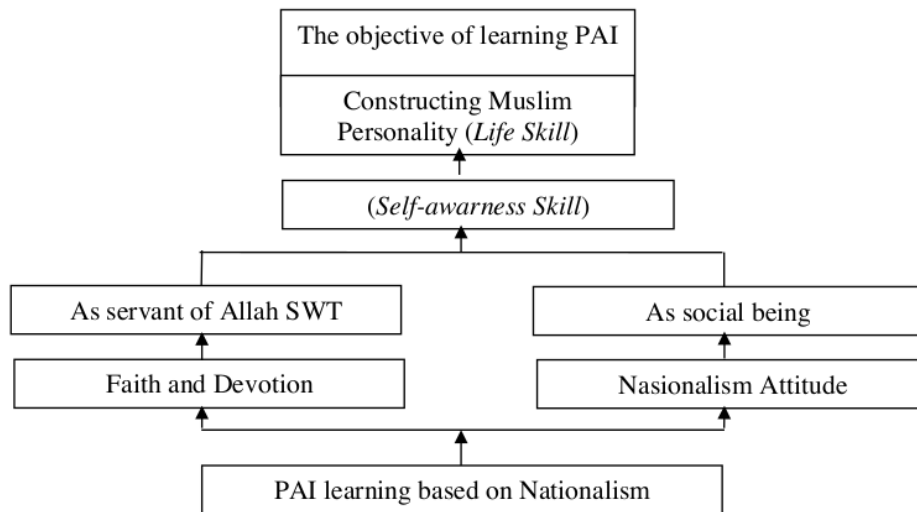 The objective of learning PAI
Constructing Muslim
Personality (Life Skill)
(Self-awarness Skill)
As servant of Allah SWT
As social being
Faith and Devotion
Nasionalism Attitude
PAI learning based on Nationalism